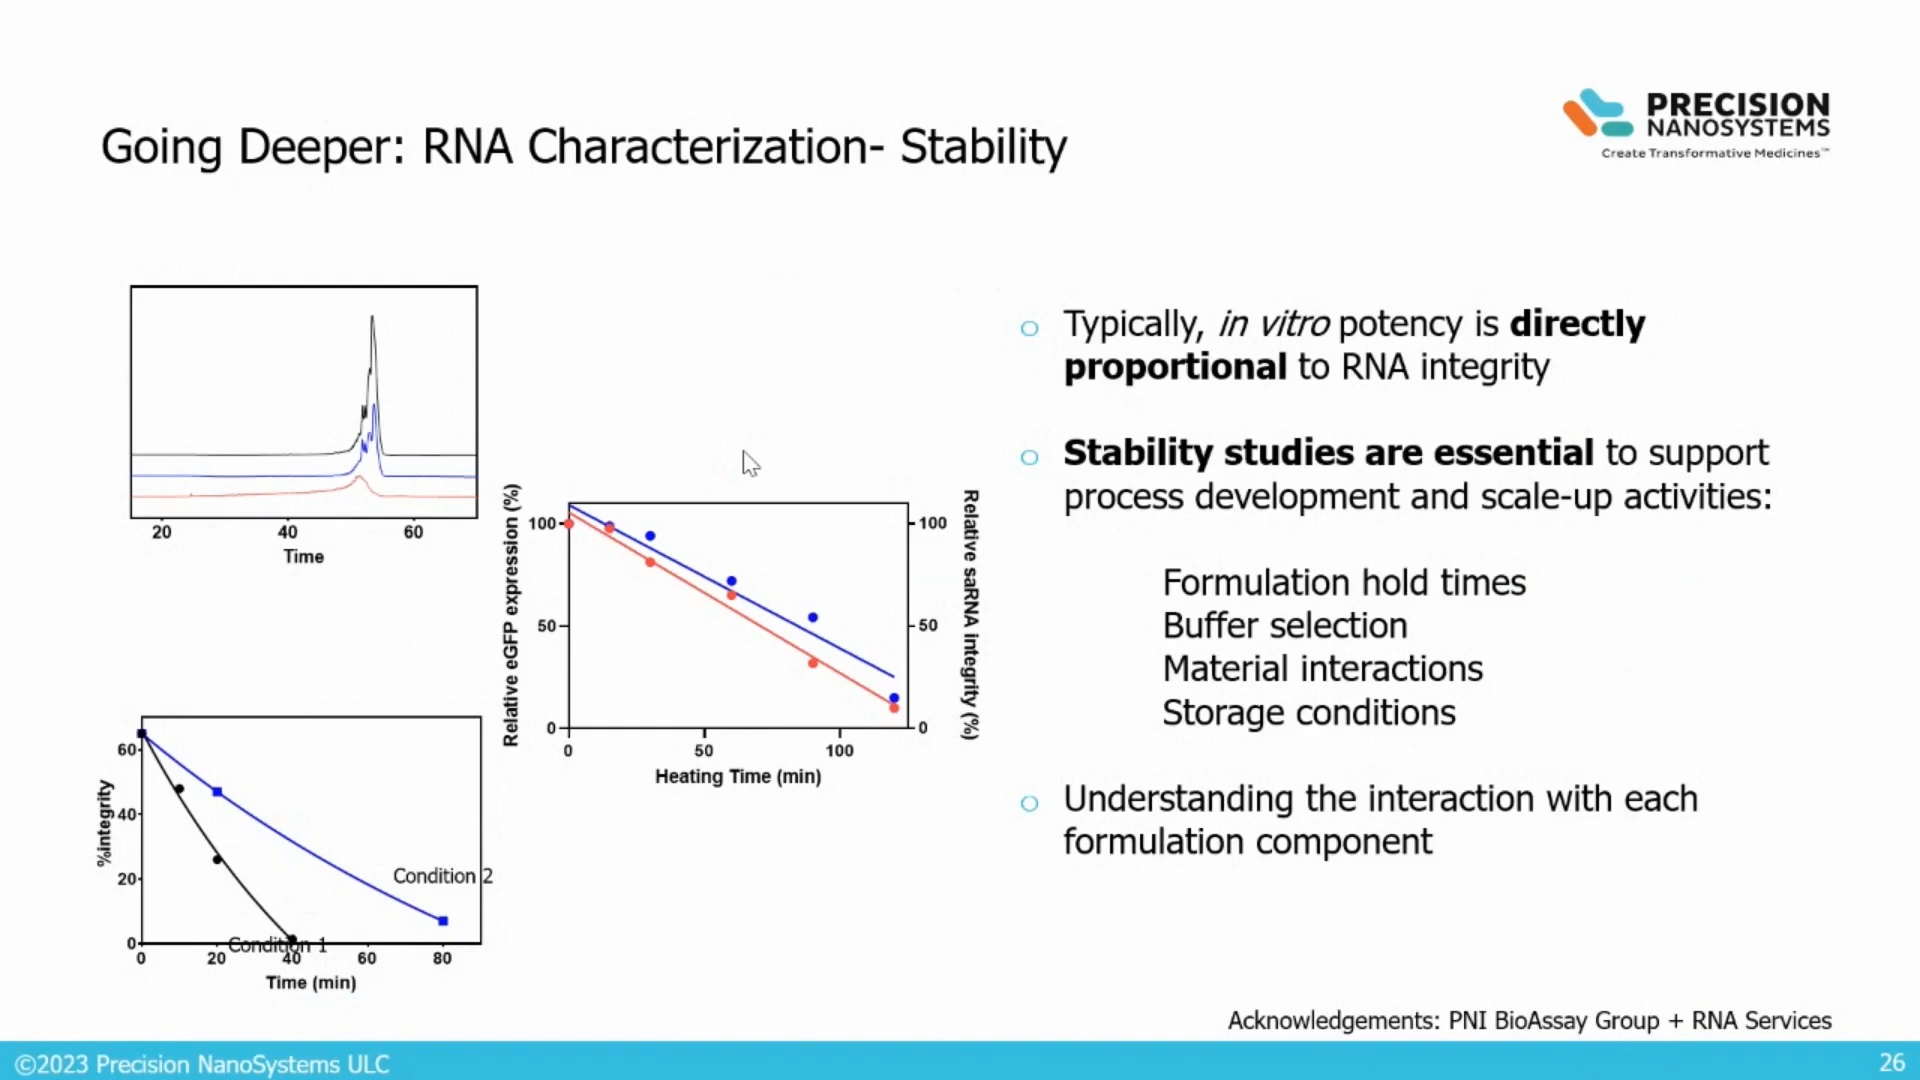 PRECISION
NANOSYSTEMS
Create Transformative Medicines™
Going Deeper: RNA Characterization- Stability
20 40 60
Time
Relative eGFP expression (%)
100
50
0
0 50 100
Heating Time (min)
100
50
0
Relative saRNA integrity (%)
%integrity
60
40
20
0
0 20 40 60 80
Time (min)
Condition 2
Condition 1
Typically, in vitro potency is directly
proportional to RNA integrity
Stability studies are essential to support
process development and scale-up activities:
Formulation hold times
Buffer selection
Material interactions
Storage conditions
Understanding the interaction with each
formulation component
Acknowledgements: PNI BioAssay Group + RNA Services
©2023 Precision NanoSystems ULC
26